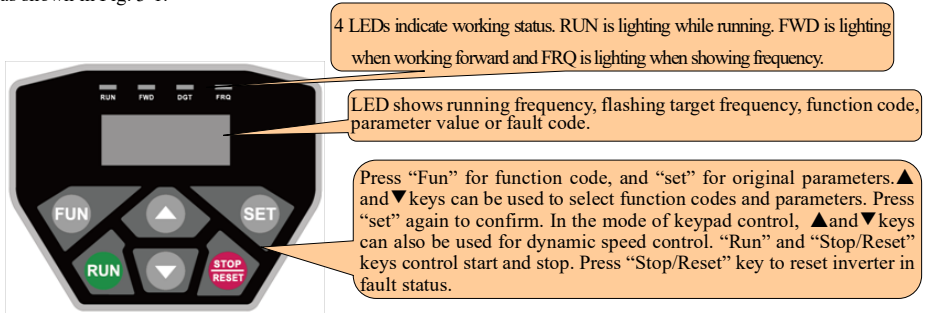 as shown in Fig. 3-1.
4 LEDs indicate working status. RUN is lighting while running. FWD is lighting
when working forward and FRQ is lighting when showing frequency.
RUN FWD DGT FRQ
LED shows running frequency, flashing target frequency, function code,
parameter value or fault code.
Press “Fun” for function code, and “set” for original parameters.▲
and▼keys can be used to select function codes and parameters. Press
“set” again to confirm. In the mode of keypad control, ▲and▼keys
can also be used for dynamic speed control. “Run” and “Stop/Reset”
keys control start and stop. Press “Stop/Reset” key to reset inverter in
fault status.
FUN SET
RUN STOP
RESET